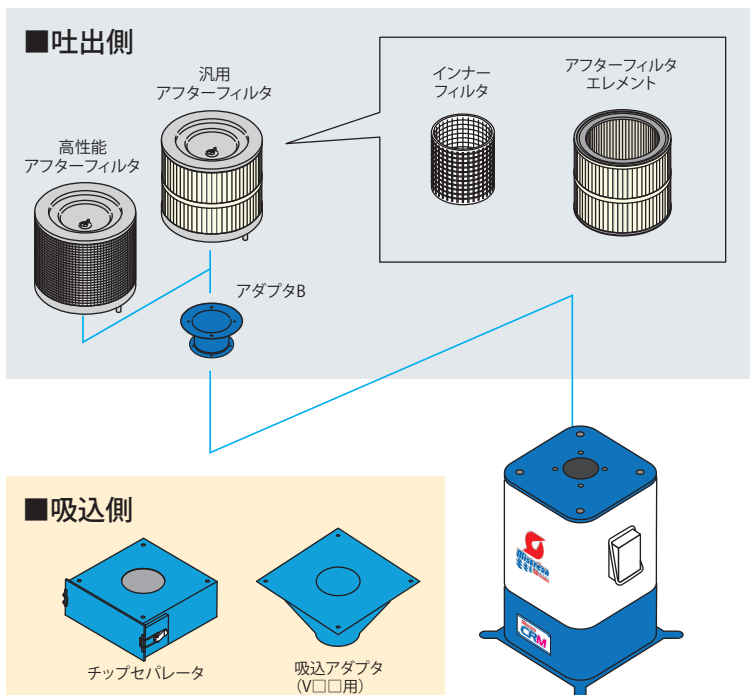 ■吐出側
汎用
アフターフィルタ
高性能
アフターフィルタ
インナー
フィルタ
アフターフィルタ
エレメント
アダプタB
■吸込側
チップセパレータ
吸込アダプタ
(V□□用)
Mistresa
CRM